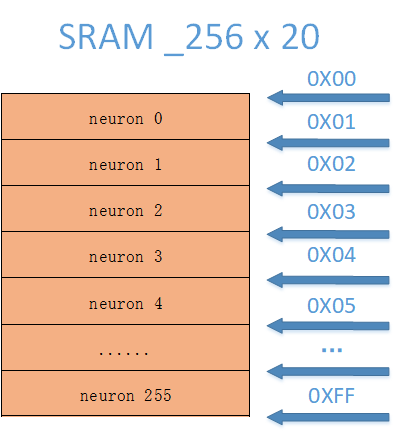 SRAM _256 x 20
0X00
neuron 0
0X01
neuron 1
0X02
neuron 2
0X03
neuron 3
0X04
neuron 4
0X05
......
...
neuron 255
0XFF